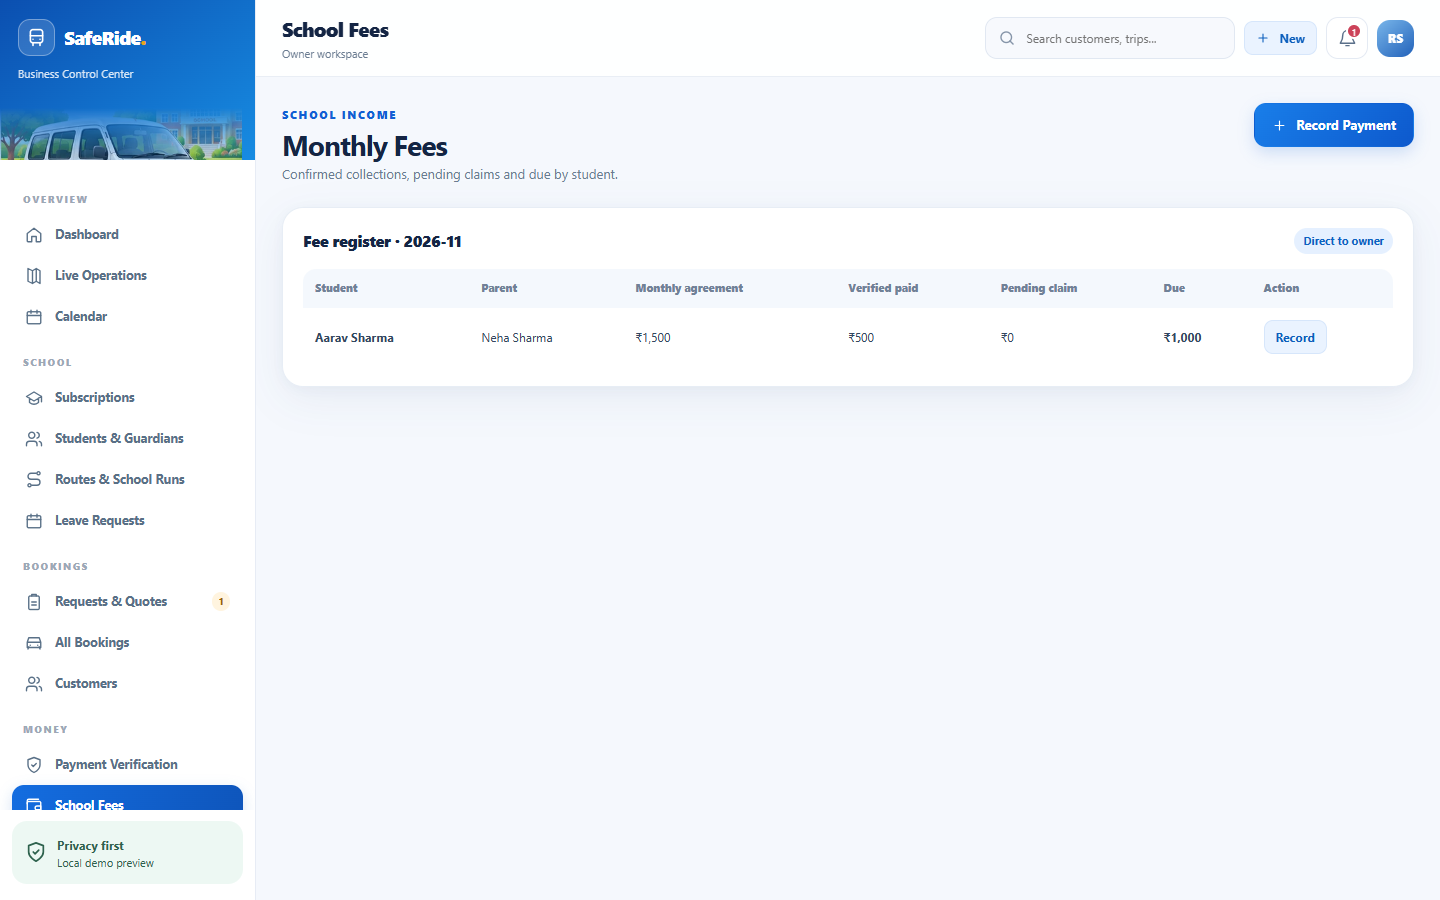 SafeRide.
Business Control Center
OVERVIEW
Dashboard
Live Operations
Calendar
SCHOOL
Subscriptions
Students & Guardians
Routes & School Runs
Leave Requests
BOOKINGS
Requests & Quotes 1
All Bookings
Customers
MONEY
Payment Verification
School Fees
Privacy first
Local demo preview
School Fees
Owner workspace
Search customers, trips...
+ New
1
RS
SCHOOL INCOME
Monthly Fees
Confirmed collections, pending claims and due by student.
+ Record Payment
Fee register · 2026-11
Direct to owner
Student Parent Monthly agreement Verified paid Pending claim Due Action
Aarav Sharma Neha Sharma ₹1,500 ₹500 ₹0 ₹1,000 Record